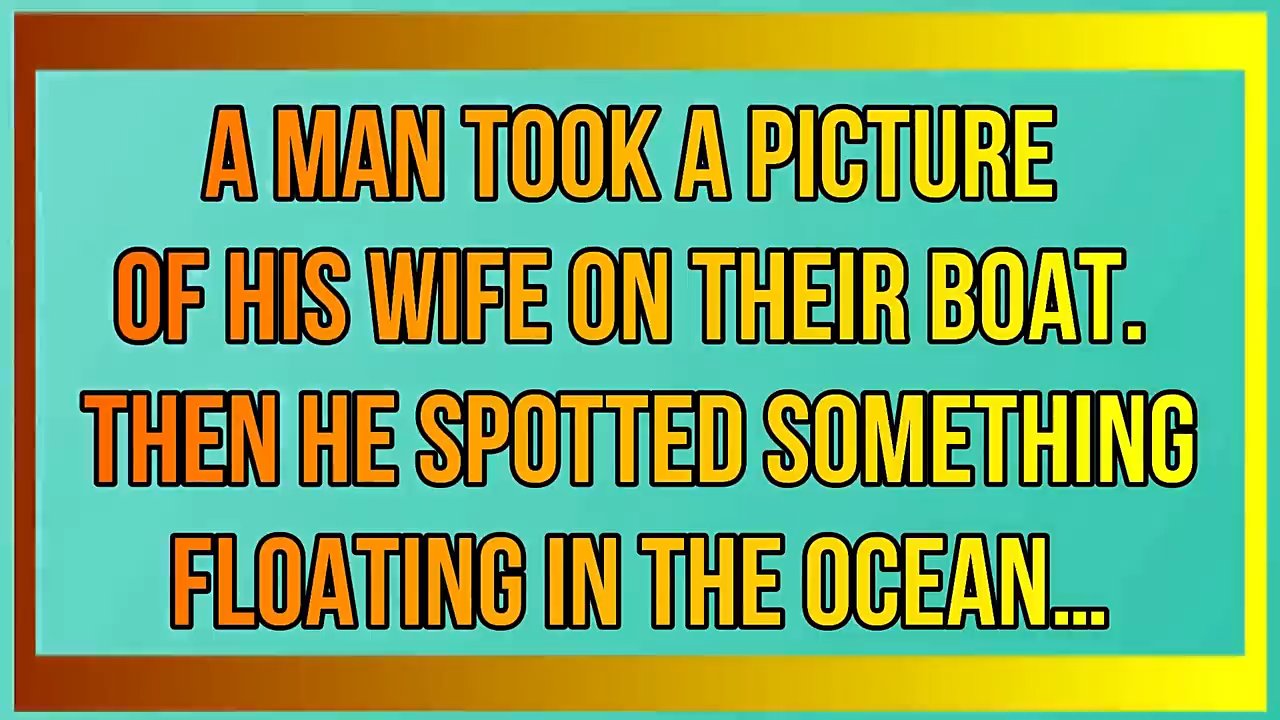 A MAN TOOK A PICTURE
OF HIS WIFE ON THEIR BOAT.
THEN HE SPOTTED SOMETHING
FLOATING IN THE OCEAN...